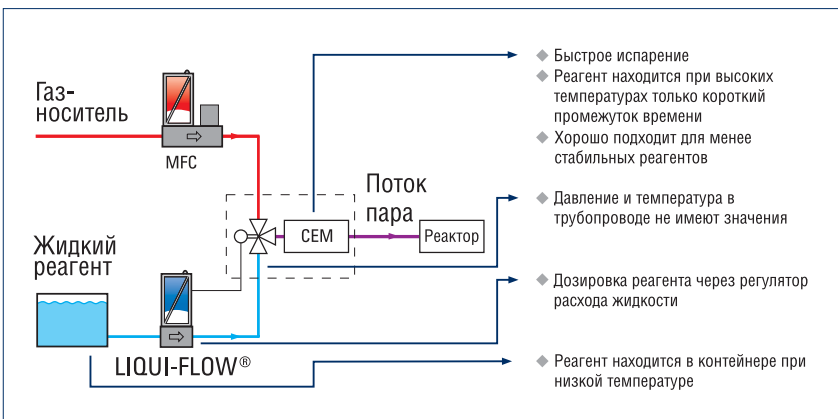 Газ-
носитель
MFC
Жидкий
реагент
LIQUI-FLOW®
CEM
Поток
пара
Реактор
Быстрое испарение
Реагент находится при высоких
температурах только короткий
промежуток времени
Хорошо подходит для менее
стабильных реагентов
Давление и температура в
трубопроводе не имеют значения
Дозировка реагента через регулятор
расхода жидкости
Реагент находится в контейнере при
низкой температуре